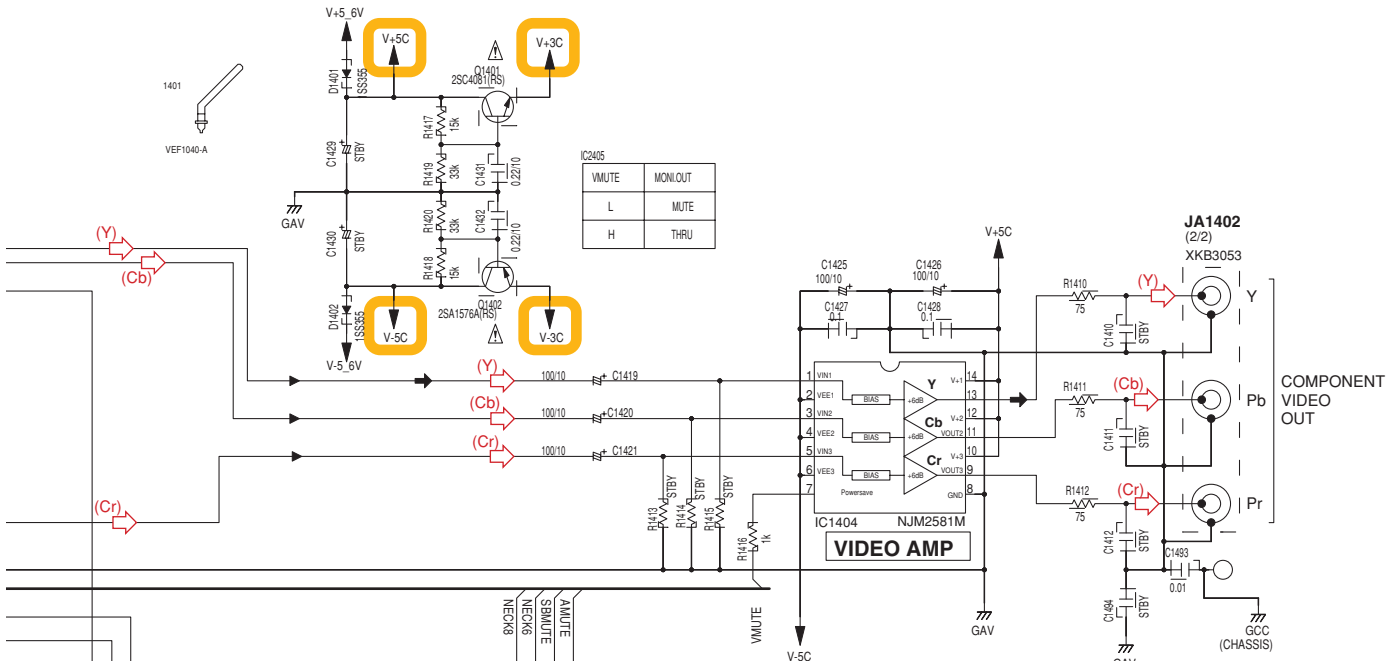 V+5_6V
V+5C
V+3C
1401
VEF1040-A
D1401
1SS355
Q1401
2SC4081(RS)
R1417
15k
C1429
STBY
R1419
33k
C1431
0.22/10
GAV
R1420
33k
C1432
0.22/10
C1430
STBY
R1418
15k
Q1402
2SA1576A(RS)
D1402
1SS355
V-5_6V
V-5C
V-3C
IC2405
VMUTE MONI.OUT
L MUTE
H THRU
(Y)
(Cb)
(Cr)
(Y)
100/10 C1419
(Cb)
100/10 C1420
(Cr)
100/10 C1421
R1413
STBY
R1414
STBY
R1415
STBY
R1416
1k
V+5C
C1425
100/10
C1426
100/10
C1427
0.1
C1428
0.1
1 VIN1
2 VEE1
3 VIN2
4 VEE2
5 VIN3
6 VEE3
7 Powersave
BIAS
BIAS
BIAS
Y
+6dB
Cb
+6dB
Cr
+6dB
V+1 14
13
V+2 12
VOUT2 11
V+3 10
VOUT3 9
GND 8
IC1404 NJM2581M
VIDEO AMP
R1410
75
C1410
STBY
(Y)
R1411
75
C1411
STBY
(Cb)
R1412
75
C1412
STBY
(Cr)
JA1402
(2/2)
XKB3053
Y
Pb
Pr
COMPONENT
VIDEO
OUT
C1493
0.01
C1494
STBY
GCC
(CHASSIS)
GAV
GAV
NECK8
NECK6
SBMUTE
AMUTE
VMUTE
V-5C